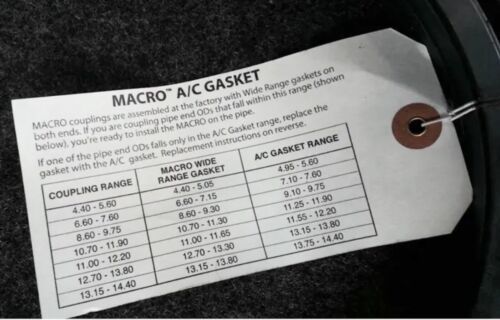 MACRO™ A/C GASKET
MACRO couplings are assembled at the factory with Wide Range gaskets on
both ends. If you are coupling pipe end ODs that fall within this range (shown
below), you're ready to install the MACRO on the pipe.
If one of the pipe end ODs falls only in the A/C Gasket range, replace the
gasket with the A/C gasket. Replacement instructions on reverse.
COUPLING RANGE MACRO WIDE RANGE GASKET A/C GASKET RANGE
4.40 - 5.60 4.40 - 5.05 4.95 - 5.60
6.60 - 7.60 6.60 - 7.15 7.10 - 7.60
8.60 - 9.75 8.60 - 9.30 9.10 - 9.75
10.70 - 11.90 10.70 - 11.30 11.25 - 11.90
11.00 - 12.20 11.00 - 11.65 11.55 - 12.20
12.70 - 13.80 12.70 - 13.30 13.10 - 13.80
13.15 - 14.40 13.15 - 13.80 13.75 - 14.40